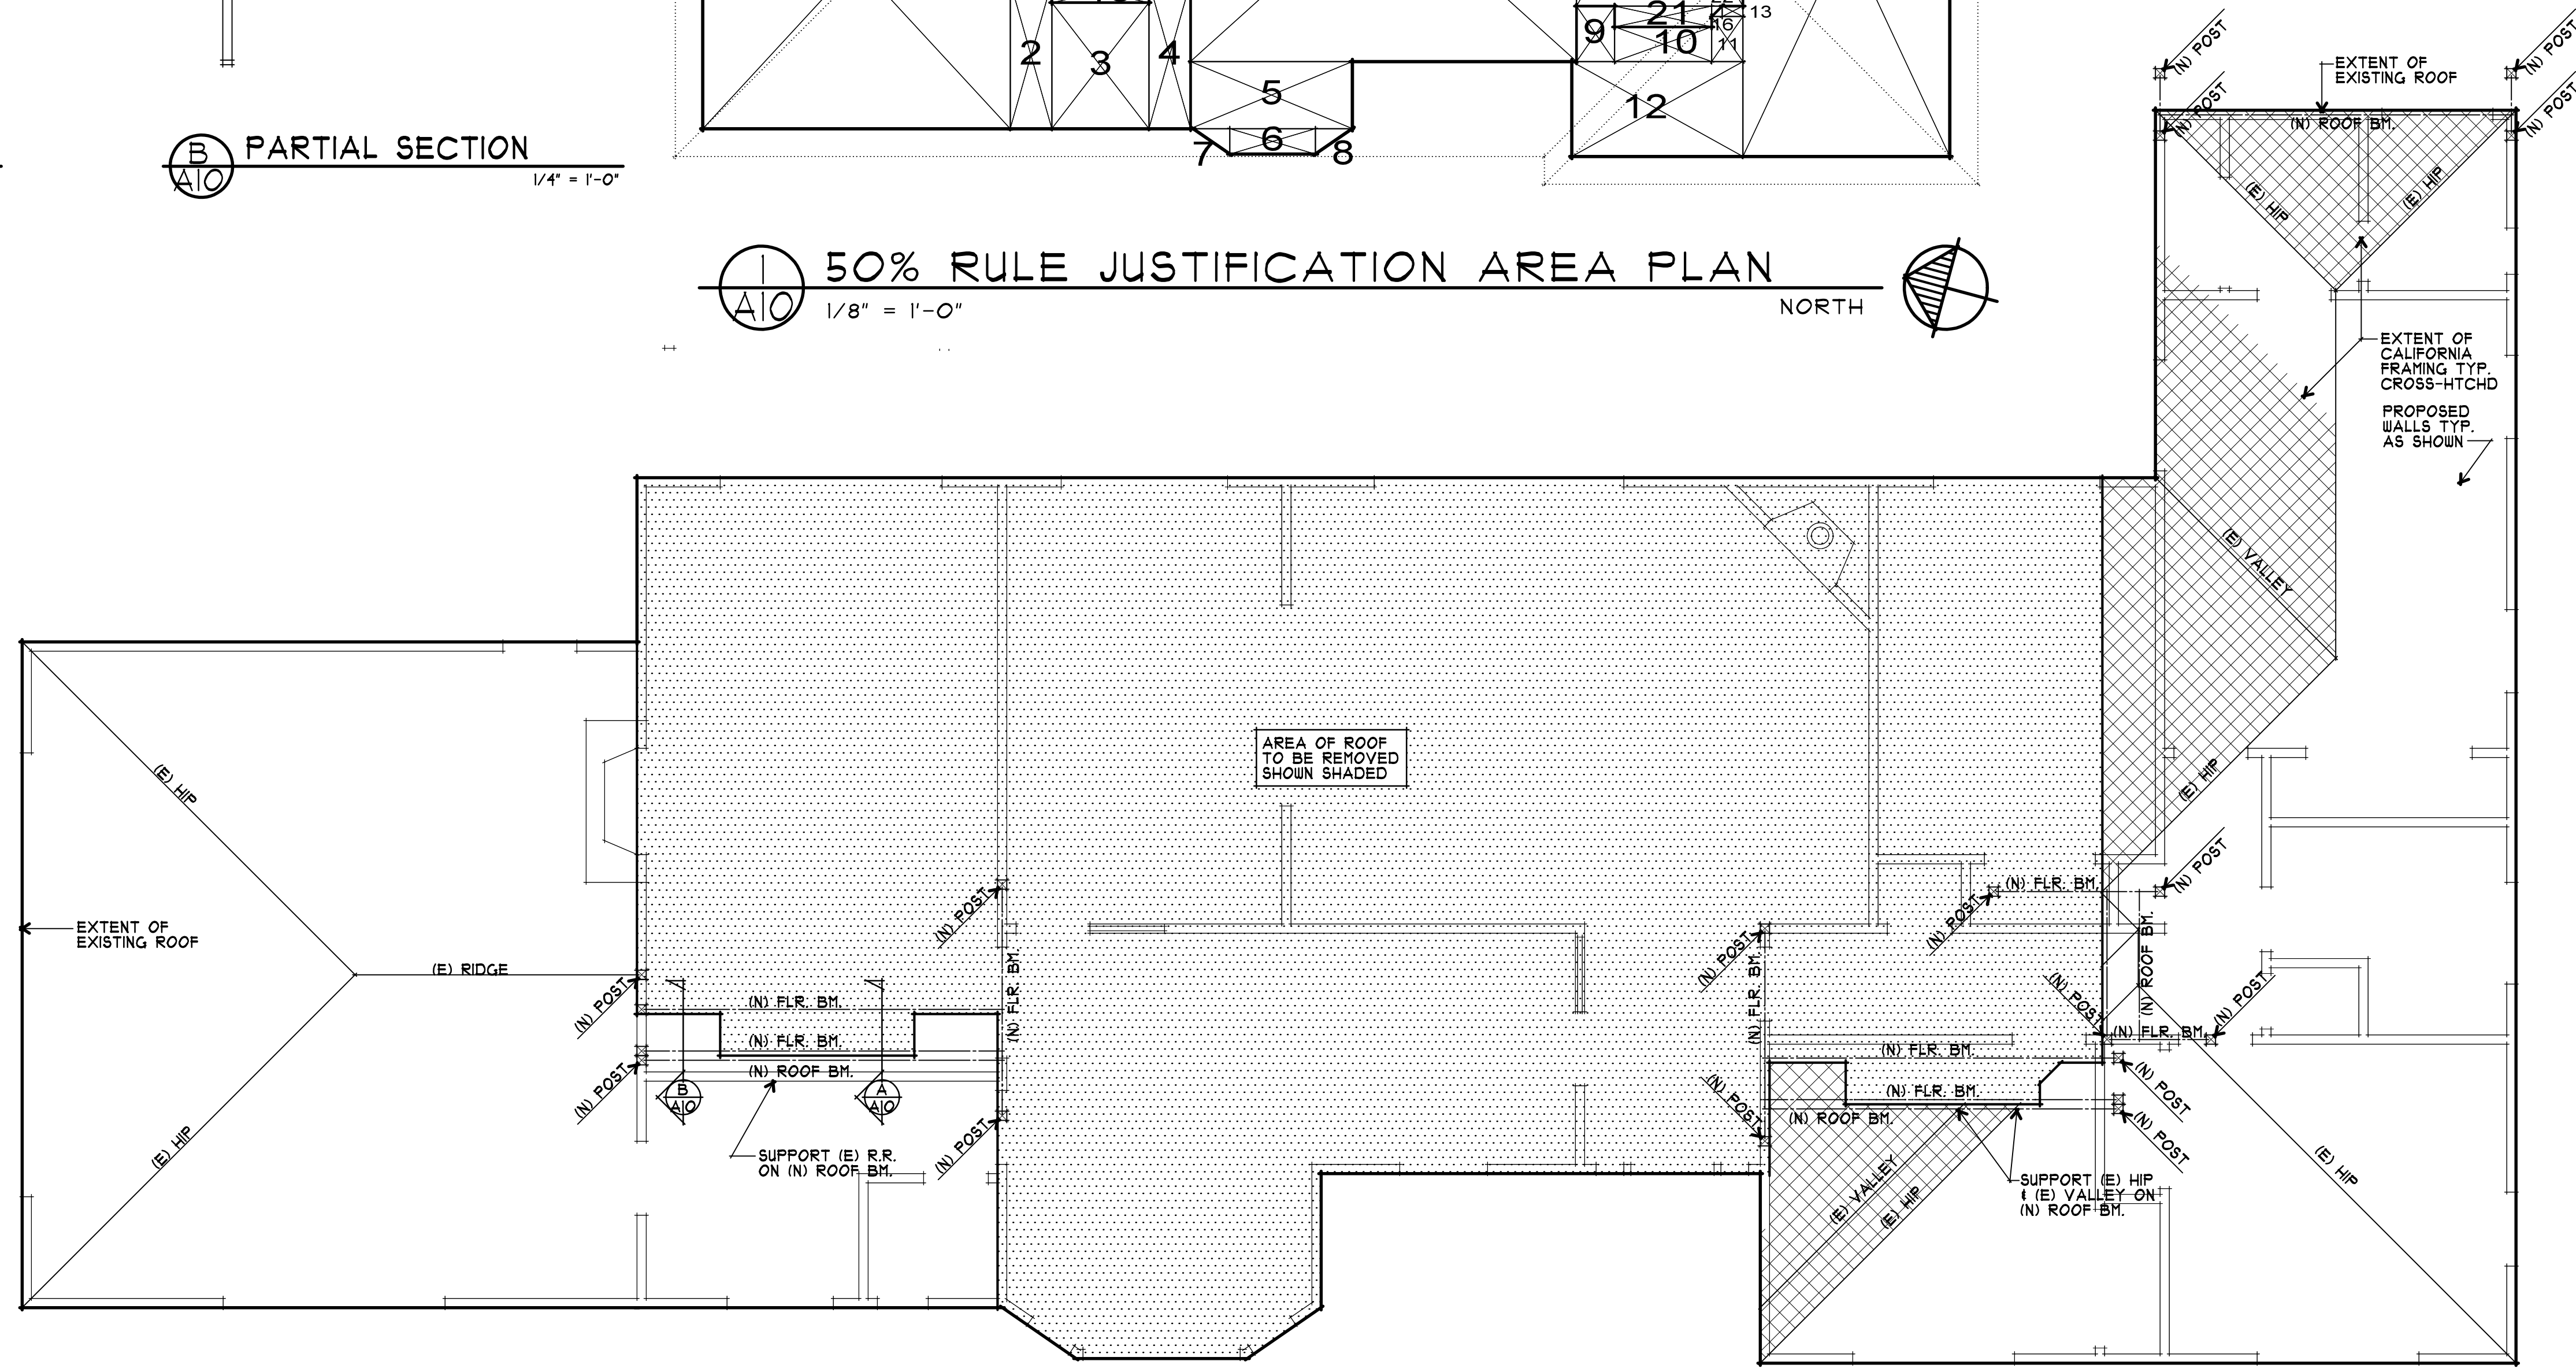 2
3
4
5
6
7
8
9
21
10
16
11
13
12
B
A10
PARTIAL SECTION
1/4" = 1'-0"
1
A10
50% RULE JUSTIFICATION AREA PLAN
1/8" = 1'-0"
NORTH
(N) POST
(N) POST
(N) POST
(N) POST
EXTENT OF
EXISTING ROOF
(N) ROOF BM.
(E) HIP
(E) HIP
EXTENT OF
CALIFORNIA
FRAMING TYP.
CROSS-HTCHD
PROPOSED
WALLS TYP.
AS SHOWN
(E) VALLEY
(E) HIP
AREA OF ROOF
TO BE REMOVED
SHOWN SHADED
(E) HIP
EXTENT OF
EXISTING ROOF
(E) RIDGE
(E) HIP
(N) POST
(N) POST
(N) POST
(N) POST
(N) FLR. BM.
(N) FLR. BM.
(N) ROOF BM.
(N) FLR. BM.
B
A10
A
A10
SUPPORT (E) R.R.
ON (N) ROOF BM.
(N) POST
(N) POST
(N) FLR. BM.
(N) FLR. BM.
(N) POST
(N) POST
(N) ROOF BM.
(N) POST
(N) POST
(N) FLR. BM.
(N) FLR. BM.
(N) FLR. BM.
(N) ROOF BM.
(N) POST
(N) POST
(E) VALLEY
(E) HIP
SUPPORT (E) HIP
& (E) VALLEY ON
(N) ROOF BM.
(E) HIP